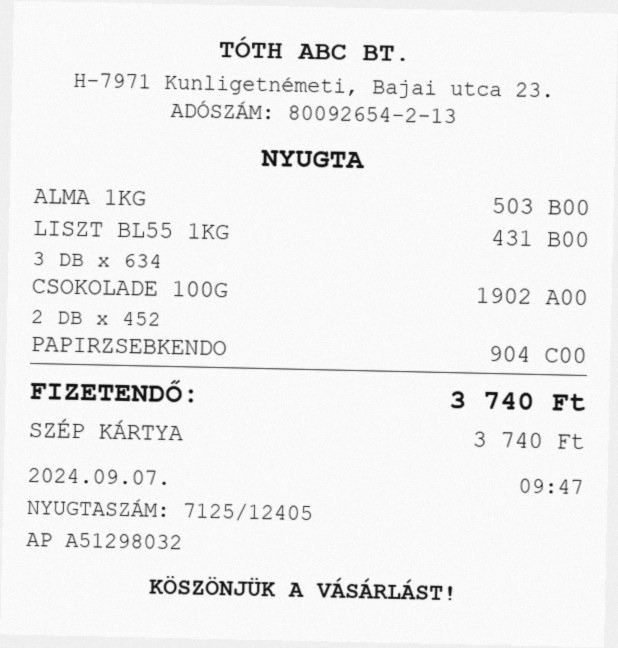 TÓTH ABC BT.
H-7971 Kunligetnémeti, Bajai utca 23.
ADÓSZÁM: 80092654-2-13
NYUGTA
ALMA 1KG 503 B00
LISZT BL55 1KG 431 B00
3 DB x 634
CSOKOLADE 100G 1902 A00
2 DB x 452
PAPIRZSEBKENDO 904 C00
FIZETENDŐ: 3 740 Ft
SZÉP KÁRTYA 3 740 Ft
2024.09.07. 09:47
NYUGTASZÁM: 7125/12405
AP A51298032
KÖSZÖNJÜK A VÁSÁRLÁST!